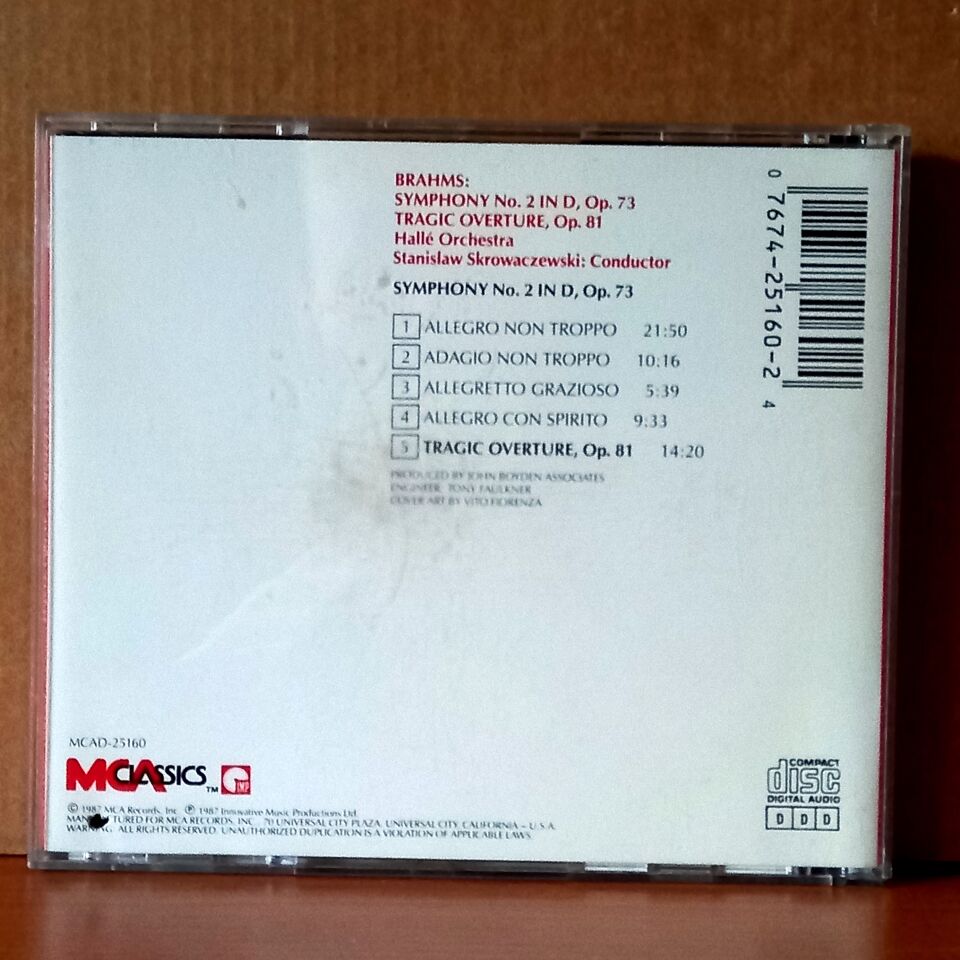 BRAHMS:
SYMPHONY No. 2 IN D, Op. 73
TRAGIC OVERTURE, Op. 81
Hallé Orchestra
Stanislaw Skrowaczewski: Conductor
SYMPHONY No. 2 IN D, Op. 73
1 ALLEGRO NON TROPPO 21:50
2 ADAGIO NON TROPPO 10:16
3 ALLEGRETTO GRAZIOSO 5:39
4 ALLEGRO CON SPIRITO 9:33
5 TRAGIC OVERTURE, Op. 81 14:20
PRODUCED BY JOHN BOYDEN ASSOCIATES
ENGINEER: TONY FAULKNER
COVER ART BY VITO FIORENZA
0 7674-25160-2 4
MCAD-25160
MCA CLASSICS ™ IMP
© 1987 MCA Records, Inc. ℗ 1987 Innovative Music Productions Ltd.
MANUFACTURED FOR MCA RECORDS, INC. 70 UNIVERSAL CITY PLAZA, UNIVERSAL CITY, CALIFORNIA – U.S.A.
WARNING: ALL RIGHTS RESERVED. UNAUTHORIZED DUPLICATION IS A VIOLATION OF APPLICABLE LAWS.
COMPACT
disc
DIGITAL AUDIO
D D D